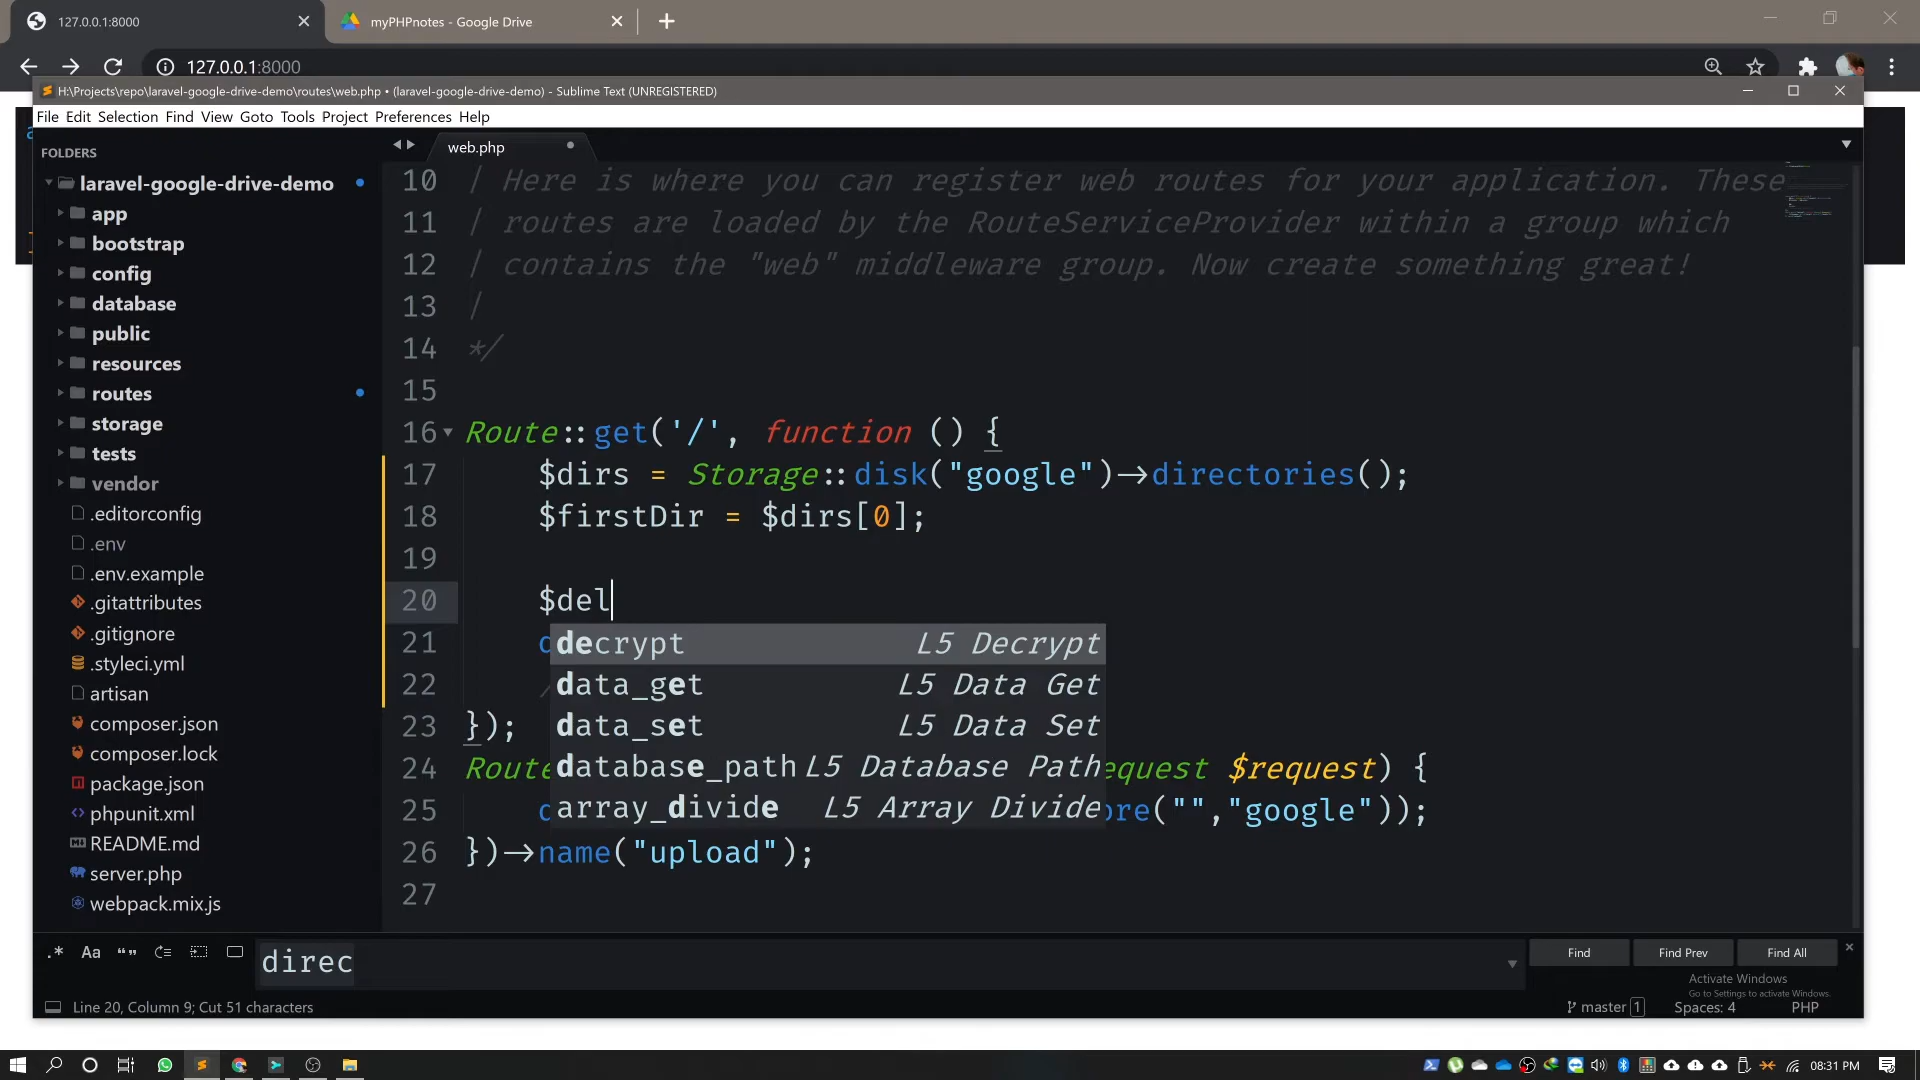 127.0.0.1:8000
myPHPnotes - Google Drive
127.0.0.1:8000
H:\Projects\repo\laravel-google-drive-demo\routes\web.php • (laravel-google-drive-demo) - Sublime Text (UNREGISTERED)
File Edit Selection Find View Goto Tools Project Preferences Help
FOLDERS
laravel-google-drive-demo
app
bootstrap
config
database
public
resources
routes
storage
tests
vendor
.editorconfig
.env
.env.example
.gitattributes
.gitignore
.styleci.yml
artisan
composer.json
composer.lock
package.json
phpunit.xml
README.md
server.php
webpack.mix.js
web.php
10 | Here is where you can register web routes for your application. These
11 | routes are loaded by the RouteServiceProvider within a group which
12 | contains the "web" middleware group. Now create something great!
13 |
14 */
15
16 Route::get('/', function () {
17 $dirs = Storage::disk("google")->directories();
18 $firstDir = $dirs[0];
19
20 $del
21
22
23 });
24 Route equest $request) {
25 ore("","google"));
26 })->name("upload");
27
decrypt L5 Decrypt
data_get L5 Data Get
data_set L5 Data Set
database_path L5 Database Path
array_divide L5 Array Divide
.* Aa “”
direc
Find
Find Prev
Find All
Activate Windows
Go to Settings to activate Windows.
Line 20, Column 9; Cut 51 characters
master 1
Spaces: 4
PHP
08:31 PM